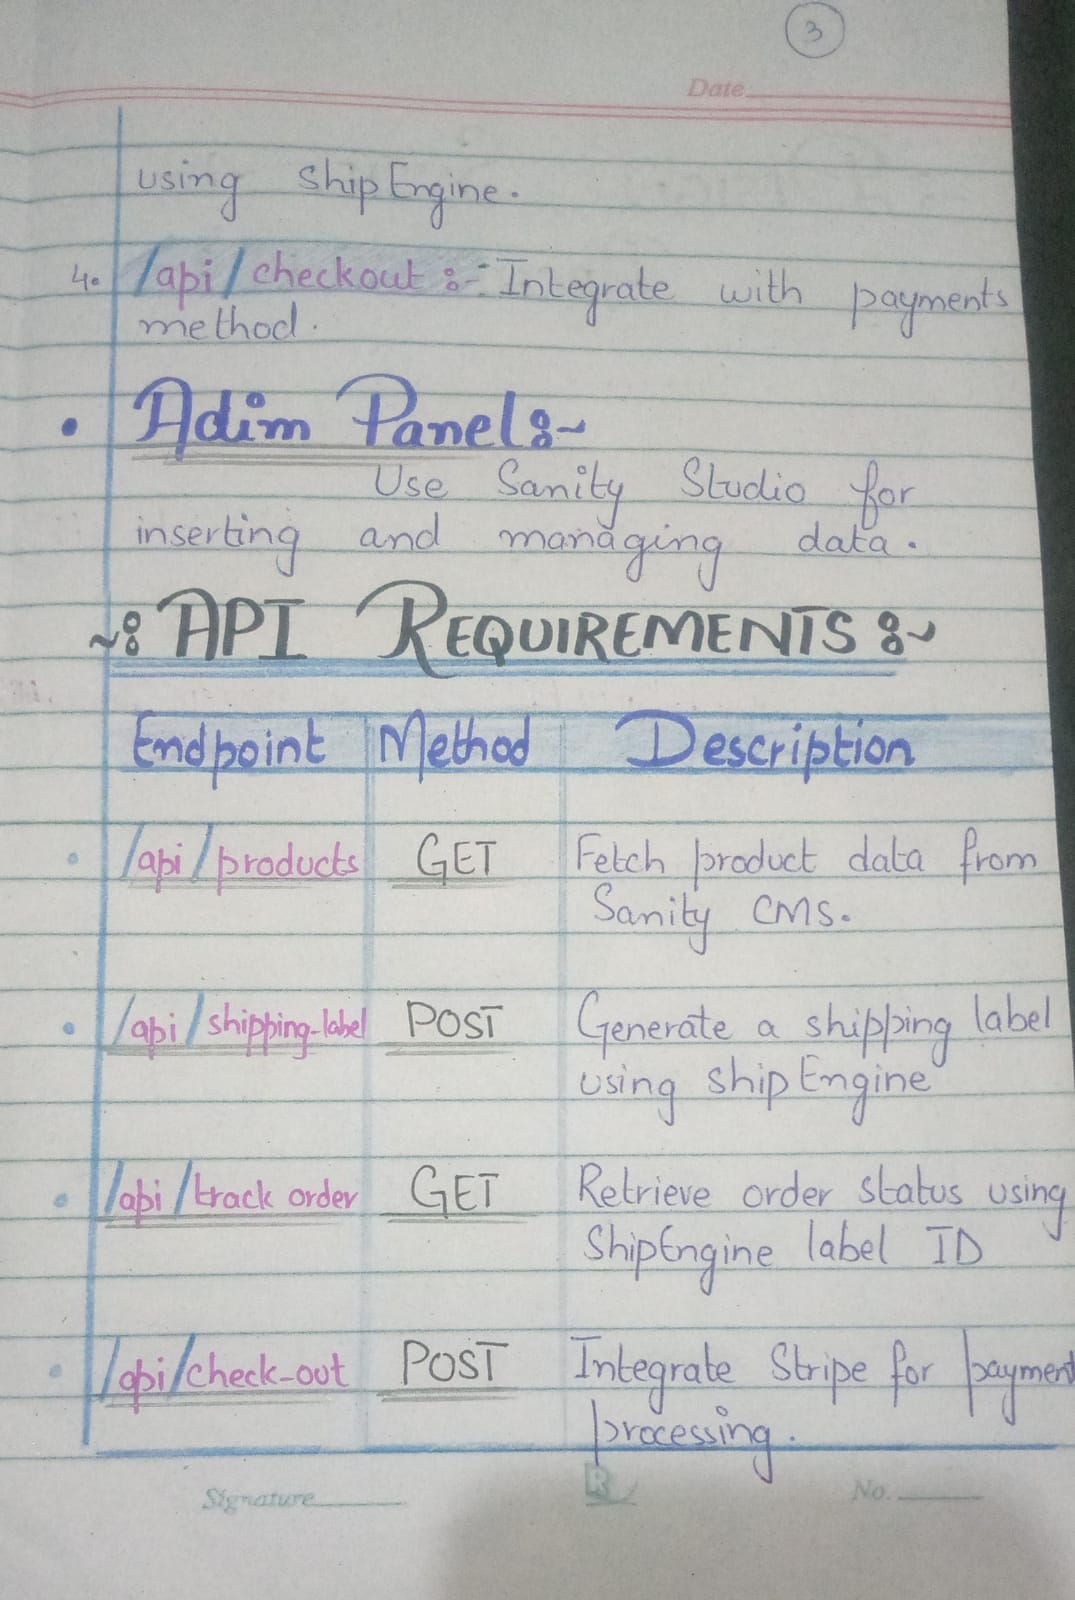 3
Date
using ShipEngine.
4. /api/checkout :- Integrate with payments
method.
• Adim Panel:~
Use Sanity Studio for
inserting and managing data.
~: API REQUIREMENTS :~
Endpoint Method Description
• /api/products GET Fetch product data from
Sanity CMS.
• /api/shipping-label POST Generate a shipping label
using ship Engine
• /api/track order GET Retrieve order status using
ShipEngine label ID
• /api/check-out POST Integrate Stripe for payment
processing.
Signature R No.